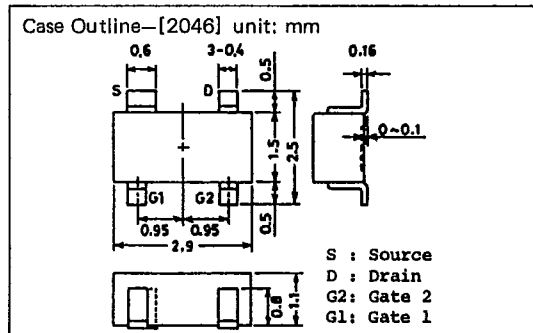 Case Outline—[2046] unit: mm
0.6 3-0.4 0.16
S D 0.5
0~0.1
1.5 2.5
G1 G2
0.5
0.95 0.95
2.9
S : Source
D : Drain
G2: Gate 2
G1: Gate 1
0.8 1.1